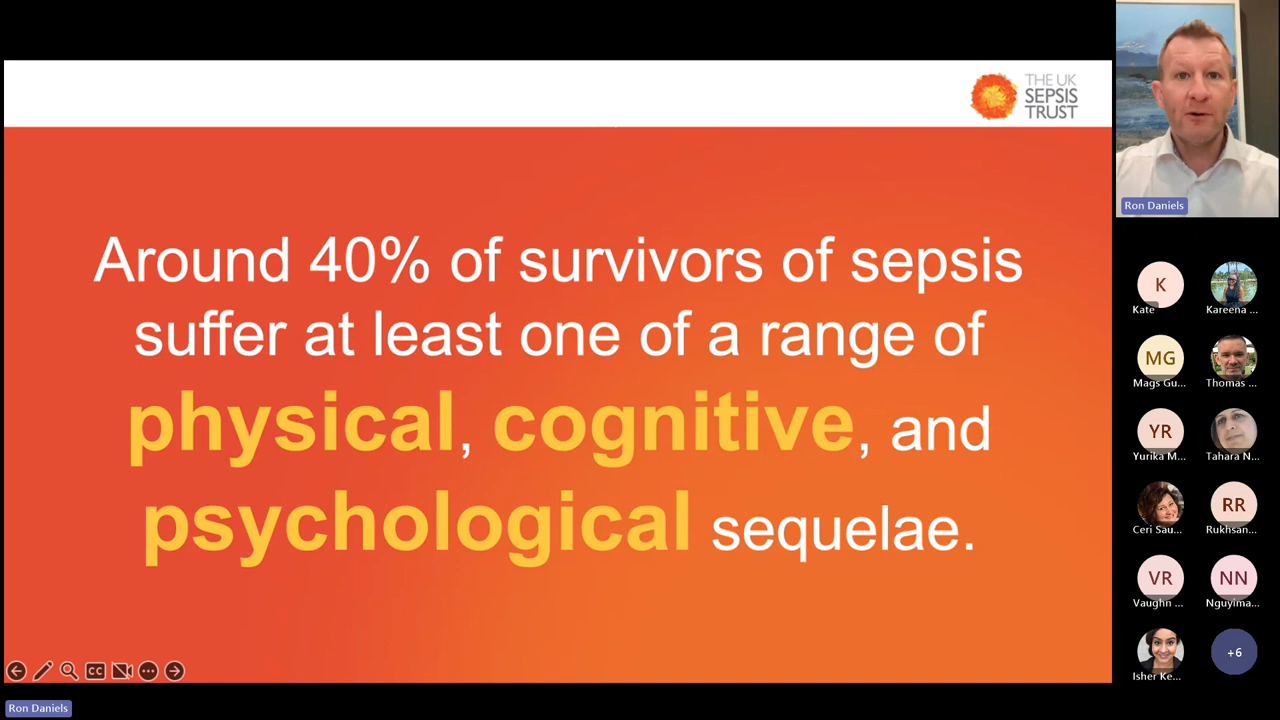 THE UK
SEPSIS
TRUST
Around 40% of survivors of sepsis
suffer at least one of a range of
physical, cognitive, and
psychological sequelae.
CC
Ron Daniels
Ron Daniels
K
Kate
Kareena ...
MG
Mags Gu...
Thomas ...
YR
Yurika M...
Tahara N...
Ceri Sau...
RR
Rukhsan...
VR
Vaughn ...
NN
Nguyima...
Isher Ke...
+6